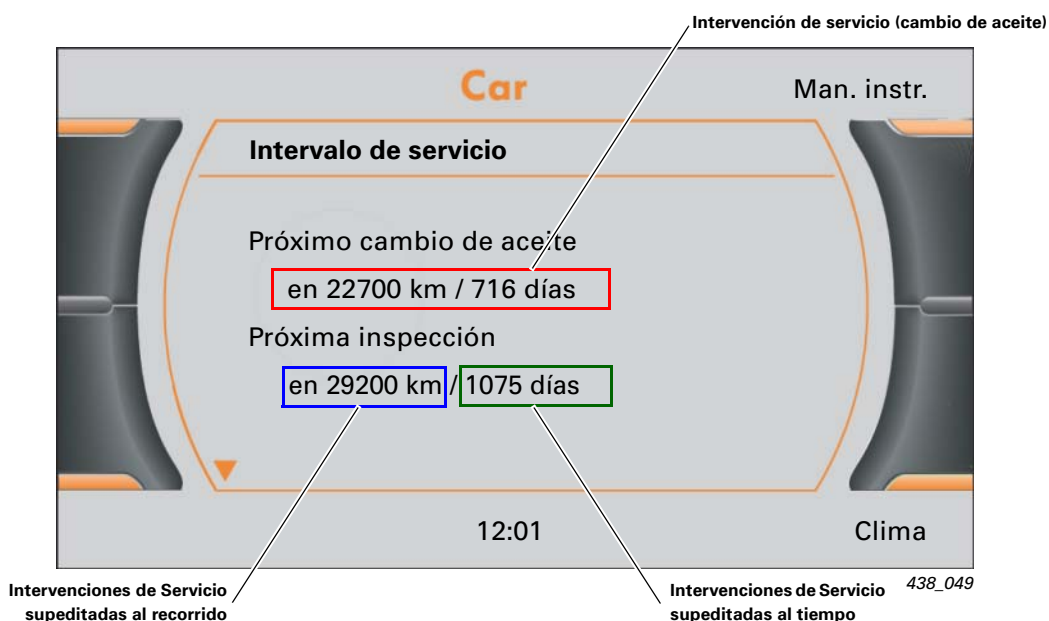 Intervención de servicio (cambio de aceite)
Car
Man. instr.
Intervalo de servicio
Próximo cambio de aceite
en 22700 km / 716 días
Próxima inspección
en 29200 km / 1075 días
12:01
Clima
Intervenciones de Servicio
supeditadas al recorrido
Intervenciones de Servicio
supeditadas al tiempo
438_049